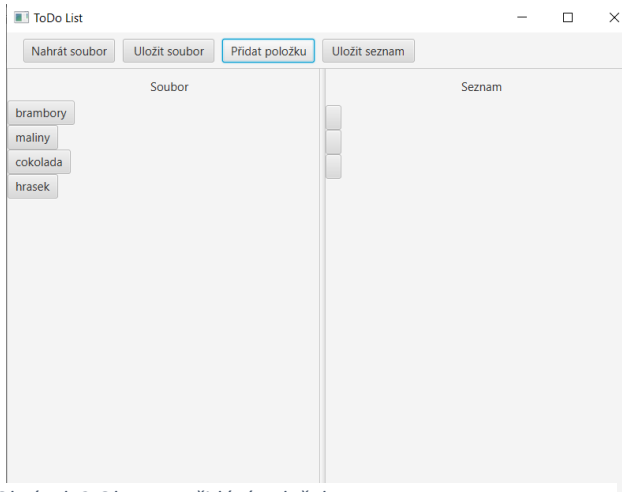 ToDo List
Nahrát soubor Uložit soubor Přidat položku Uložit seznam
Soubor Seznam
brambory
maliny
cokolada
hrasek